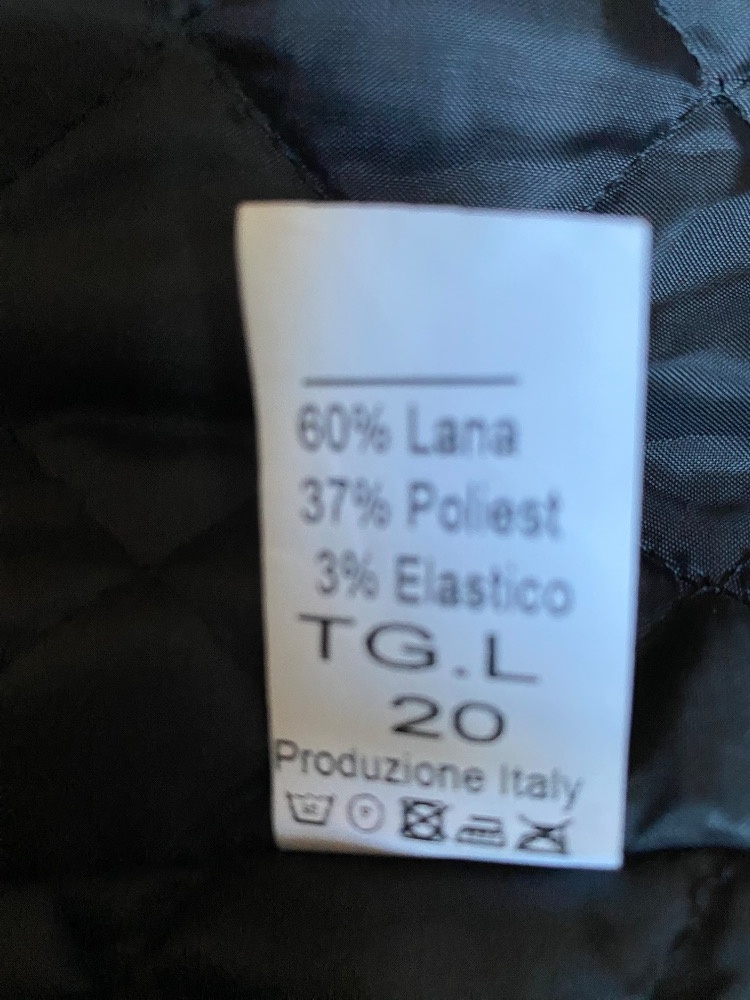 60% Lana
37% Poliest
3% Elastico
TG.L
20
Produzione Italy